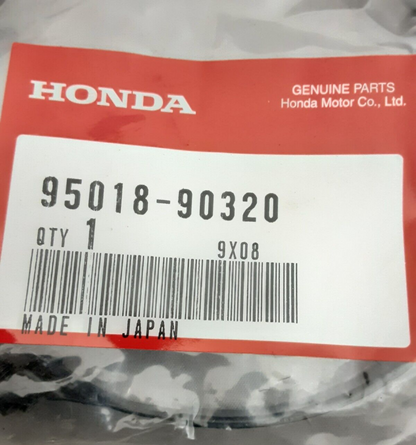 HONDA
GENUINE PARTS
Honda Motor Co., Ltd.
95018-90320
QTY 1 9X08
MADE IN JAPAN